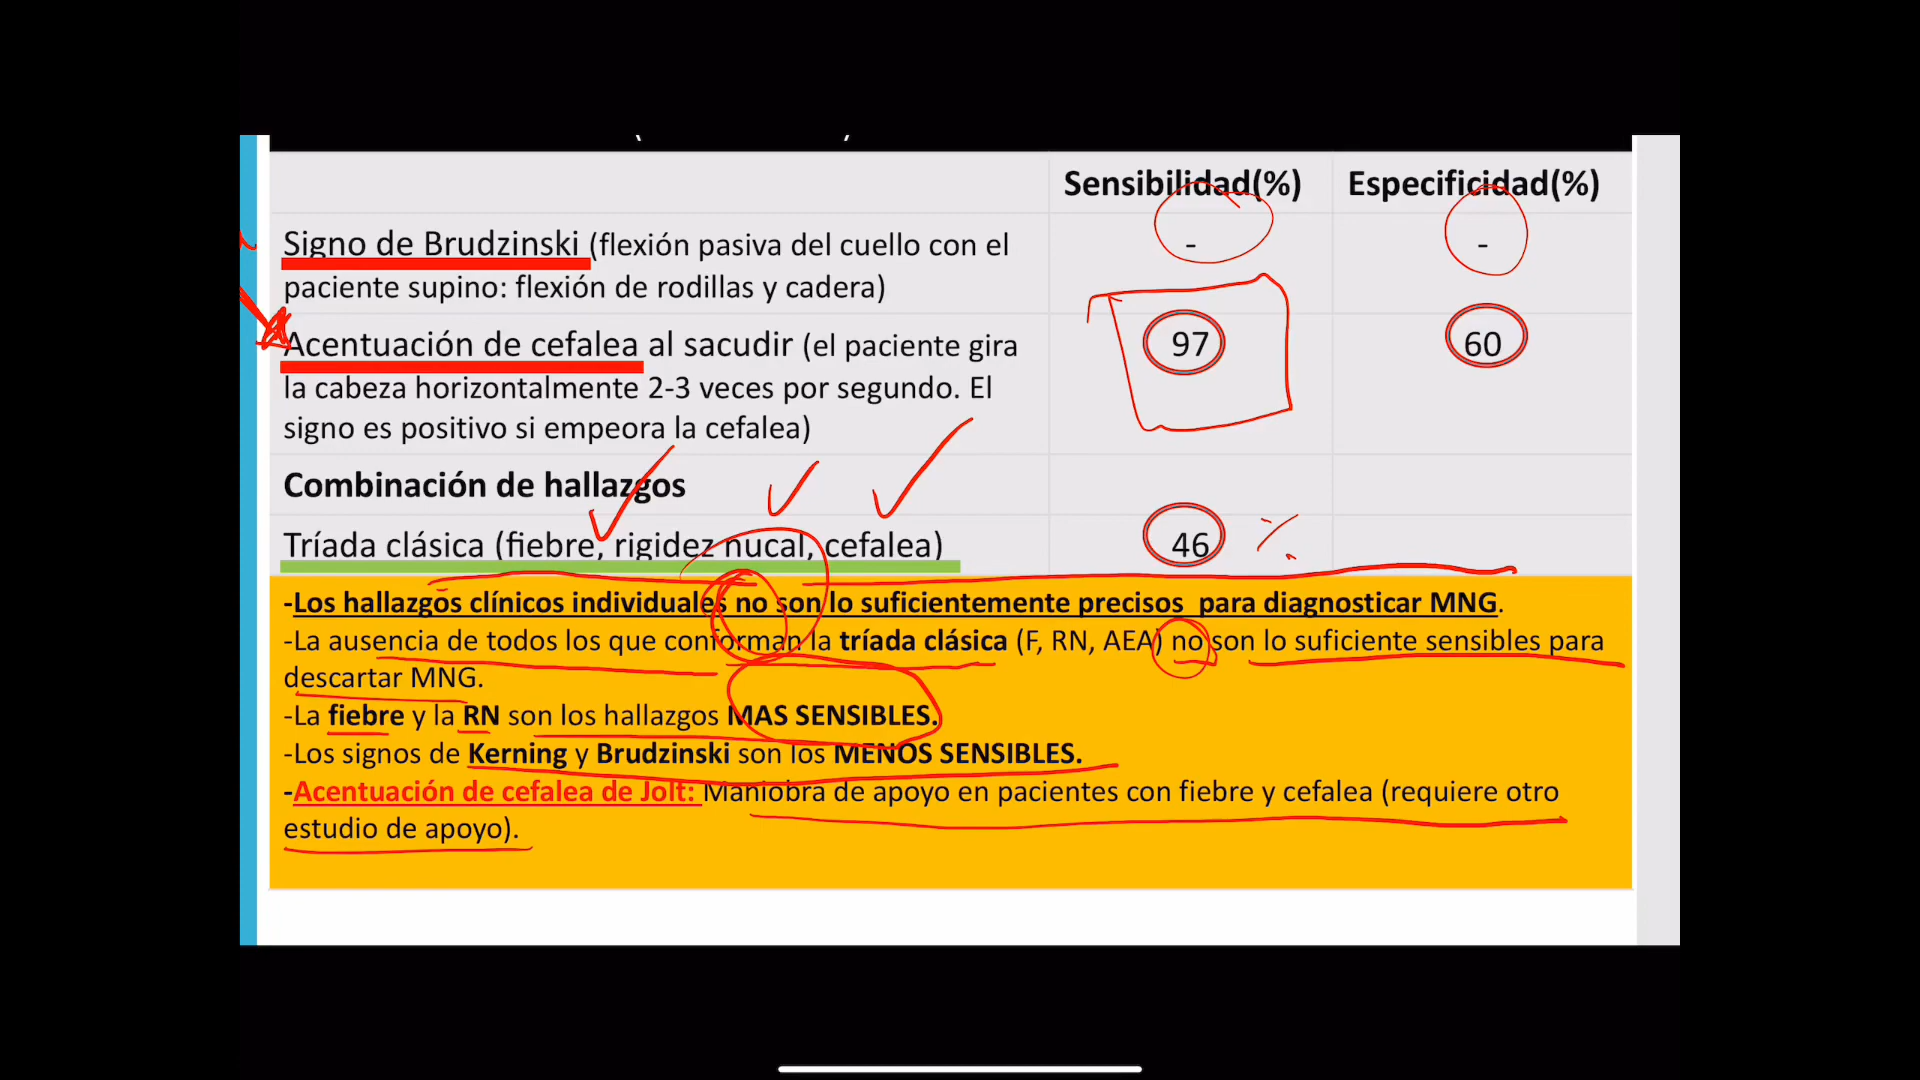 Sensibilidad(%) Especificidad(%)
Signo de Brudzinski (flexión pasiva del cuello con el - -
paciente supino: flexión de rodillas y cadera)
Acentuación de cefalea al sacudir (el paciente gira 97 60
la cabeza horizontalmente 2-3 veces por segundo. El
signo es positivo si empeora la cefalea)
Combinación de hallazgos
Tríada clásica (fiebre, rigidez nucal, cefalea) 46 %
-Los hallazgos clínicos individuales no son lo suficientemente precisos para diagnosticar MNG.
-La ausencia de todos los que conforman la tríada clásica (F, RN, AEA) no son lo suficiente sensibles para
descartar MNG.
-La fiebre y la RN son los hallazgos MAS SENSIBLES.
-Los signos de Kerning y Brudzinski son los MENOS SENSIBLES.
-Acentuación de cefalea de Jolt: Maniobra de apoyo en pacientes con fiebre y cefalea (requiere otro
estudio de apoyo).